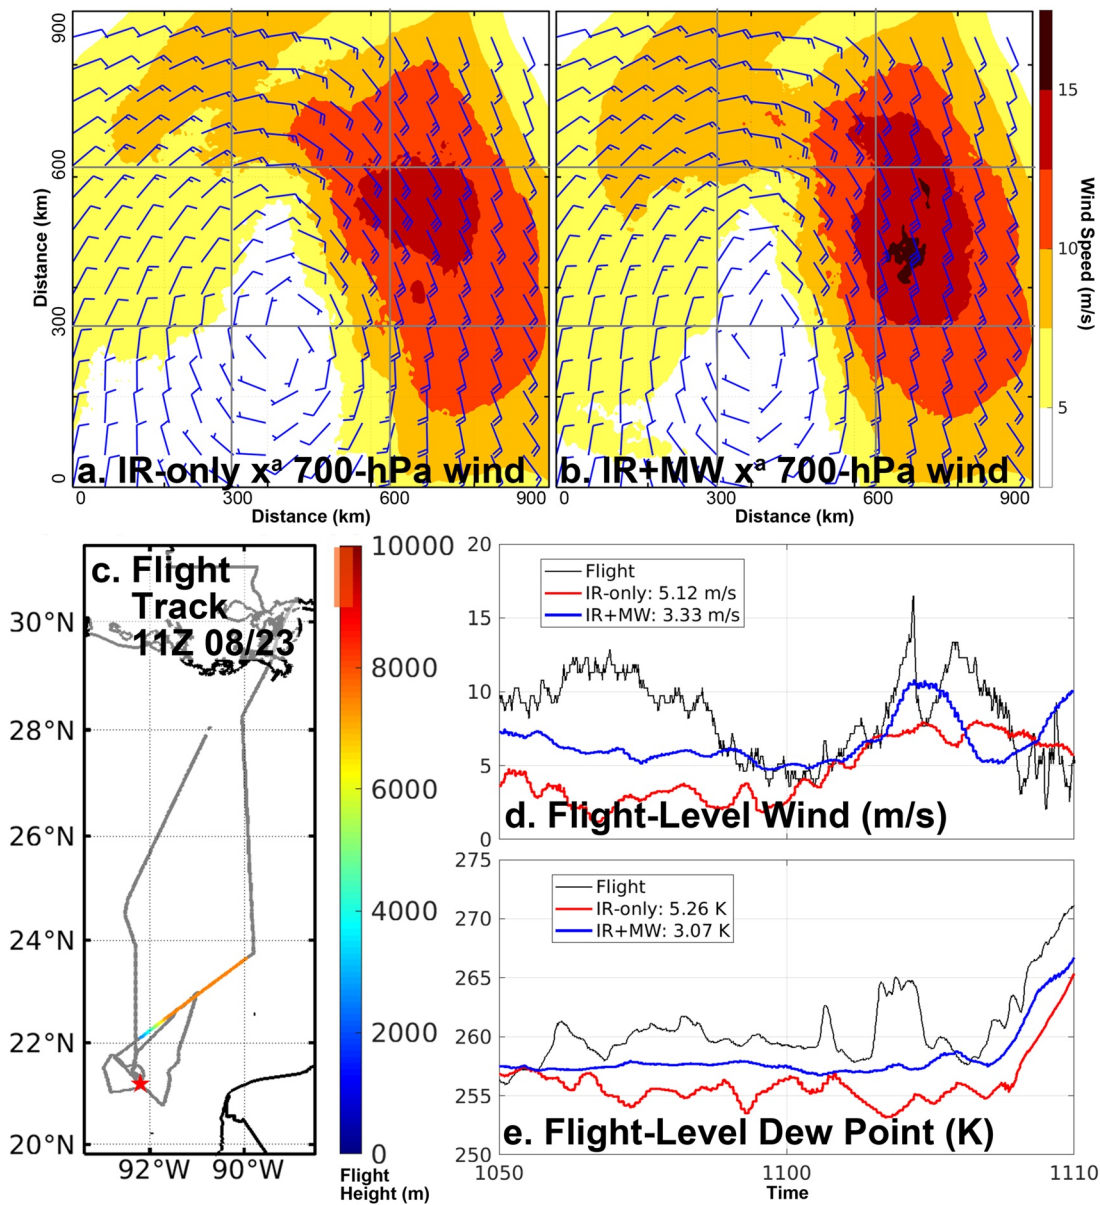 900
600
300
0
Distance (km)
a. IR-only xᵃ 700-hPa wind
0 300 600 900
Distance (km)
b. IR+MW xᵃ 700-hPa wind
0 300 600 900
Distance (km)
15
10
5
Wind Speed (m/s)
c. Flight
Track
11Z 08/23
30°N
28°N
26°N
24°N
22°N
20°N
92°W 90°W
10000
8000
6000
4000
2000
0
Flight
Height (m)
20
15
10
5
0
Flight
IR-only: 5.12 m/s
IR+MW: 3.33 m/s
d. Flight-Level Wind (m/s)
275
270
265
260
255
250
Flight
IR-only: 5.26 K
IR+MW: 3.07 K
e. Flight-Level Dew Point (K)
1050 1100 1110
Time